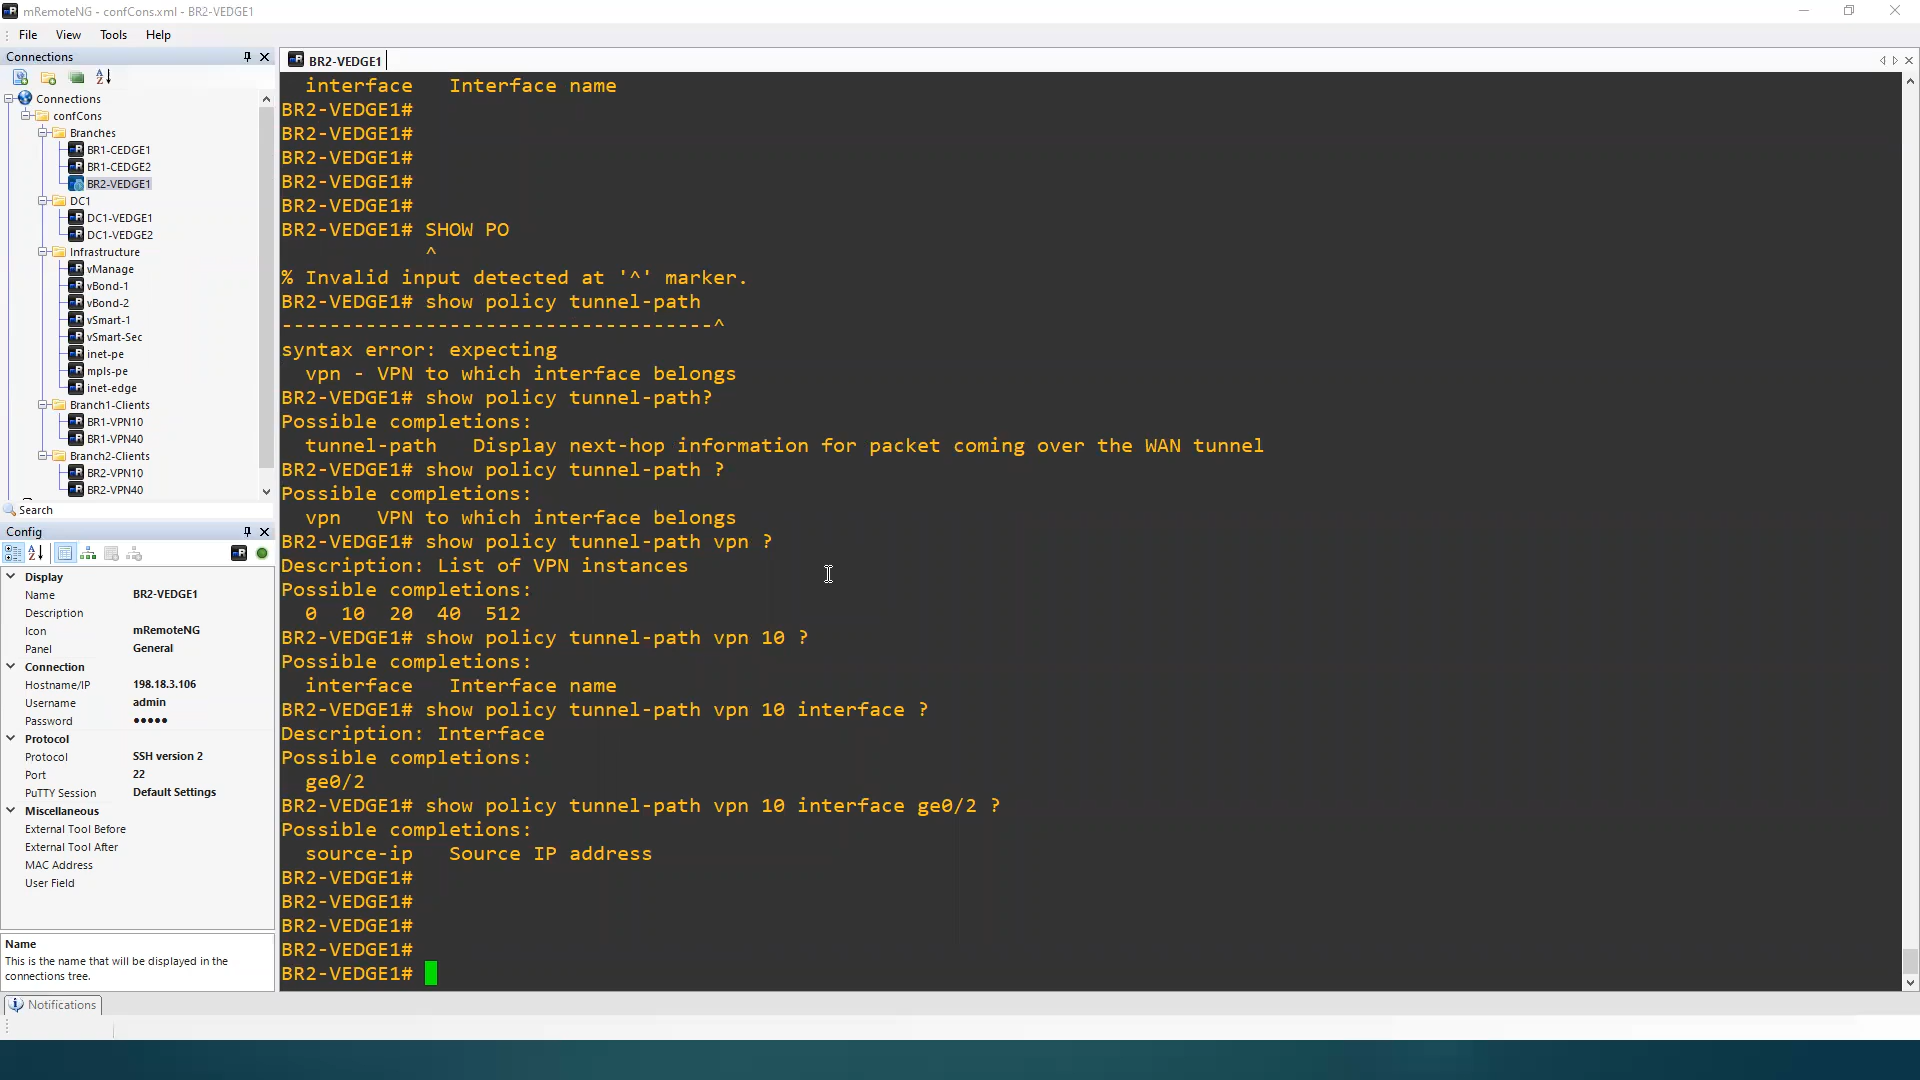 mRemoteNG - confCons.xml - BR2-VEDGE1
File View Tools Help
Connections
Connections
confCons
Branches
BR1-CEDGE1
BR1-CEDGE2
BR2-VEDGE1
DC1
DC1-VEDGE1
DC1-VEDGE2
Infrastructure
vManage
vBond-1
vBond-2
vSmart-1
vSmart-Sec
inet-pe
mpls-pe
inet-edge
Branch1-Clients
BR1-VPN10
BR1-VPN40
Branch2-Clients
BR2-VPN10
BR2-VPN40
Search
Config
Display
Name BR2-VEDGE1
Description
Icon mRemoteNG
Panel General
Connection
Hostname/IP 198.18.3.106
Username admin
Password •••••
Protocol
Protocol SSH version 2
Port 22
PuTTY Session Default Settings
Miscellaneous
External Tool Before
External Tool After
MAC Address
User Field
Name
This is the name that will be displayed in the
connections tree.
Notifications
BR2-VEDGE1
interface Interface name
BR2-VEDGE1#
BR2-VEDGE1#
BR2-VEDGE1#
BR2-VEDGE1#
BR2-VEDGE1#
BR2-VEDGE1# SHOW PO
^
% Invalid input detected at '^' marker.
BR2-VEDGE1# show policy tunnel-path
------------------------------------^
syntax error: expecting
vpn - VPN to which interface belongs
BR2-VEDGE1# show policy tunnel-path?
Possible completions:
tunnel-path Display next-hop information for packet coming over the WAN tunnel
BR2-VEDGE1# show policy tunnel-path ?
Possible completions:
vpn VPN to which interface belongs
BR2-VEDGE1# show policy tunnel-path vpn ?
Description: List of VPN instances
Possible completions:
0 10 20 40 512
BR2-VEDGE1# show policy tunnel-path vpn 10 ?
Possible completions:
interface Interface name
BR2-VEDGE1# show policy tunnel-path vpn 10 interface ?
Description: Interface
Possible completions:
ge0/2
BR2-VEDGE1# show policy tunnel-path vpn 10 interface ge0/2 ?
Possible completions:
source-ip Source IP address
BR2-VEDGE1#
BR2-VEDGE1#
BR2-VEDGE1#
BR2-VEDGE1#
BR2-VEDGE1#